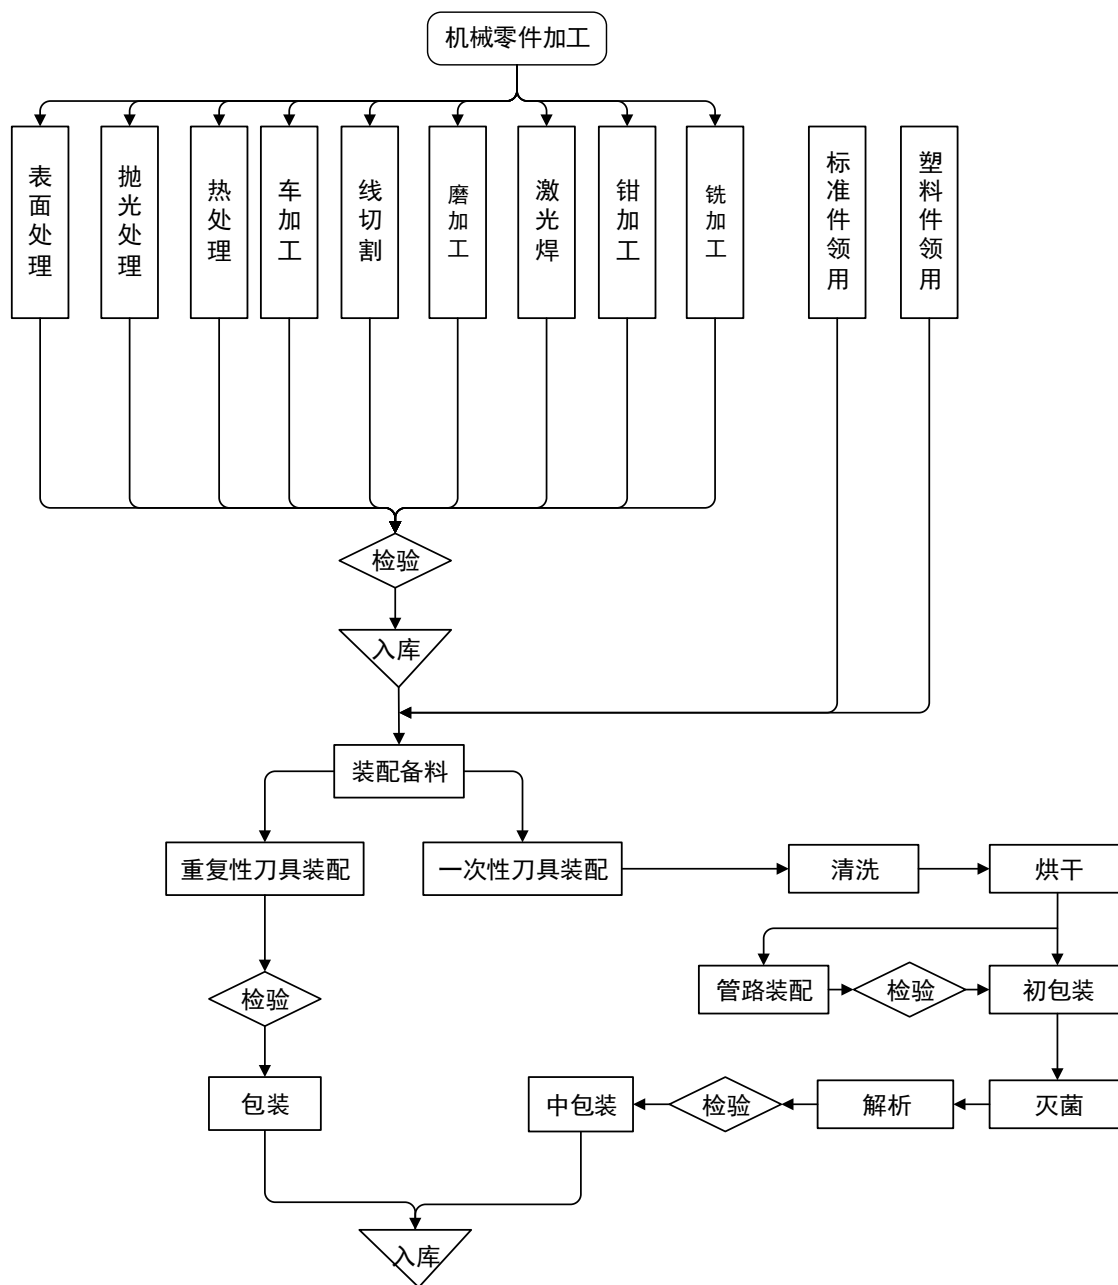 机械零件加工
表面处理
抛光处理
热处理
车加工
线切割
磨加工
激光焊
钳加工
铣加工
标准件领用
塑料件领用
检验
入库
装配备料
重复性刀具装配
一次性刀具装配
清洗
烘干
检验
管路装配
检验
初包装
包装
中包装
检验
解析
灭菌
入库